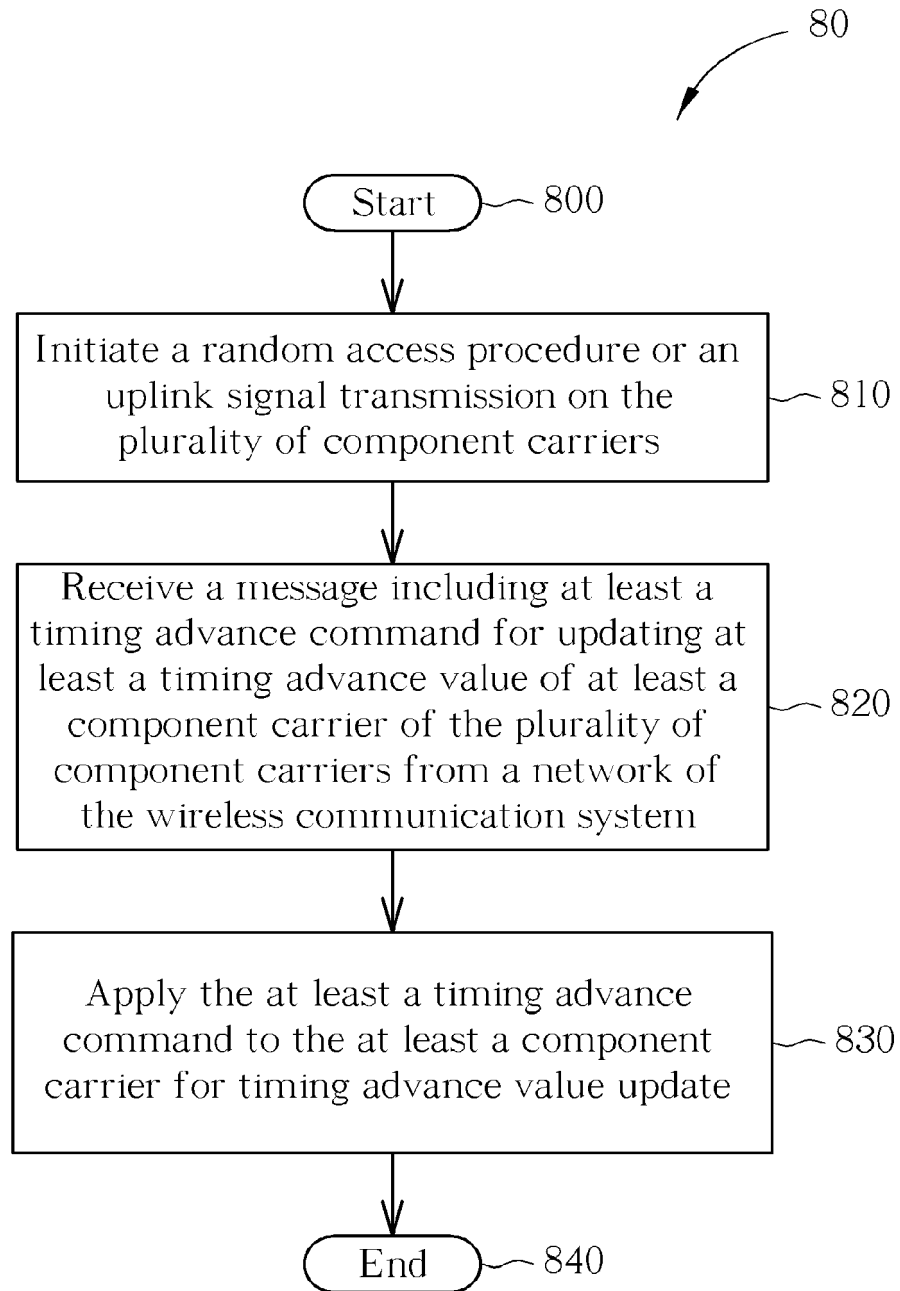 80
Start
800
Initiate a random access procedure or an
uplink signal transmission on the
plurality of component carriers
810
Receive a message including at least a
timing advance command for updating at
least a timing advance value of at least a
component carrier of the plurality of
component carriers from a network of
the wireless communication system
820
Apply the at least a timing advance
command to the at least a component
carrier for timing advance value update
830
End
840